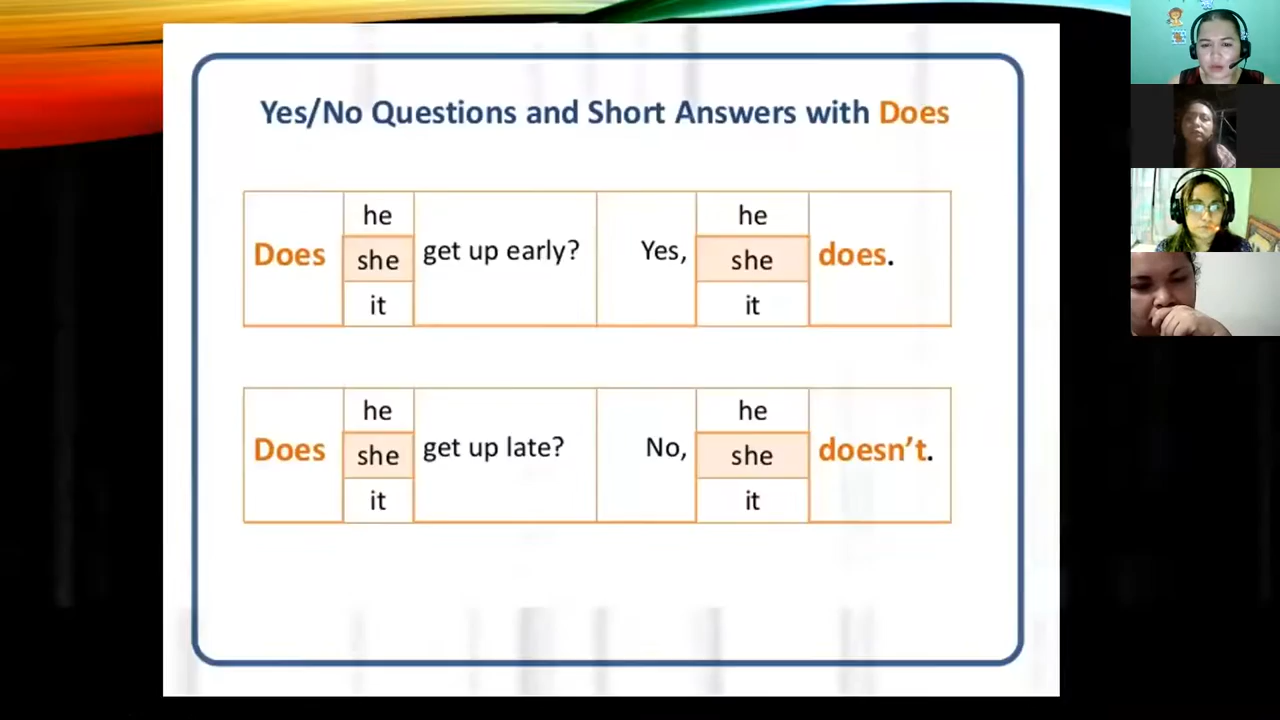 Yes/No Questions and Short Answers with Does
he
Does she get up early? Yes, she does.
it
he
it
he
Does she get up late? No, she doesn't.
it
he
it